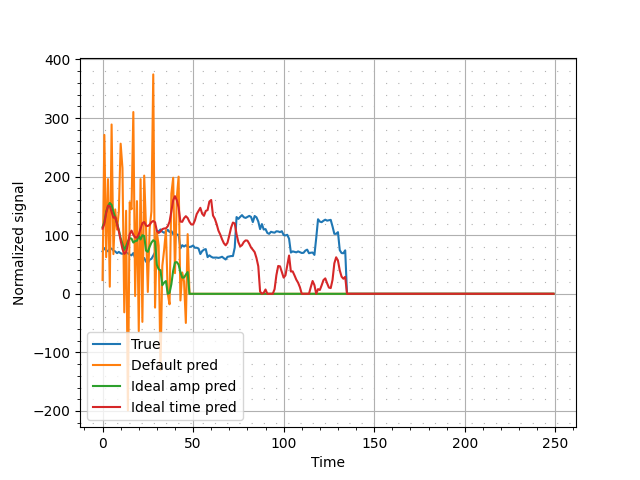 400
300
200
100
0
−100
−200
Normalized signal
True
Default pred
Ideal amp pred
Ideal time pred
0 50 100 150 200 250
Time